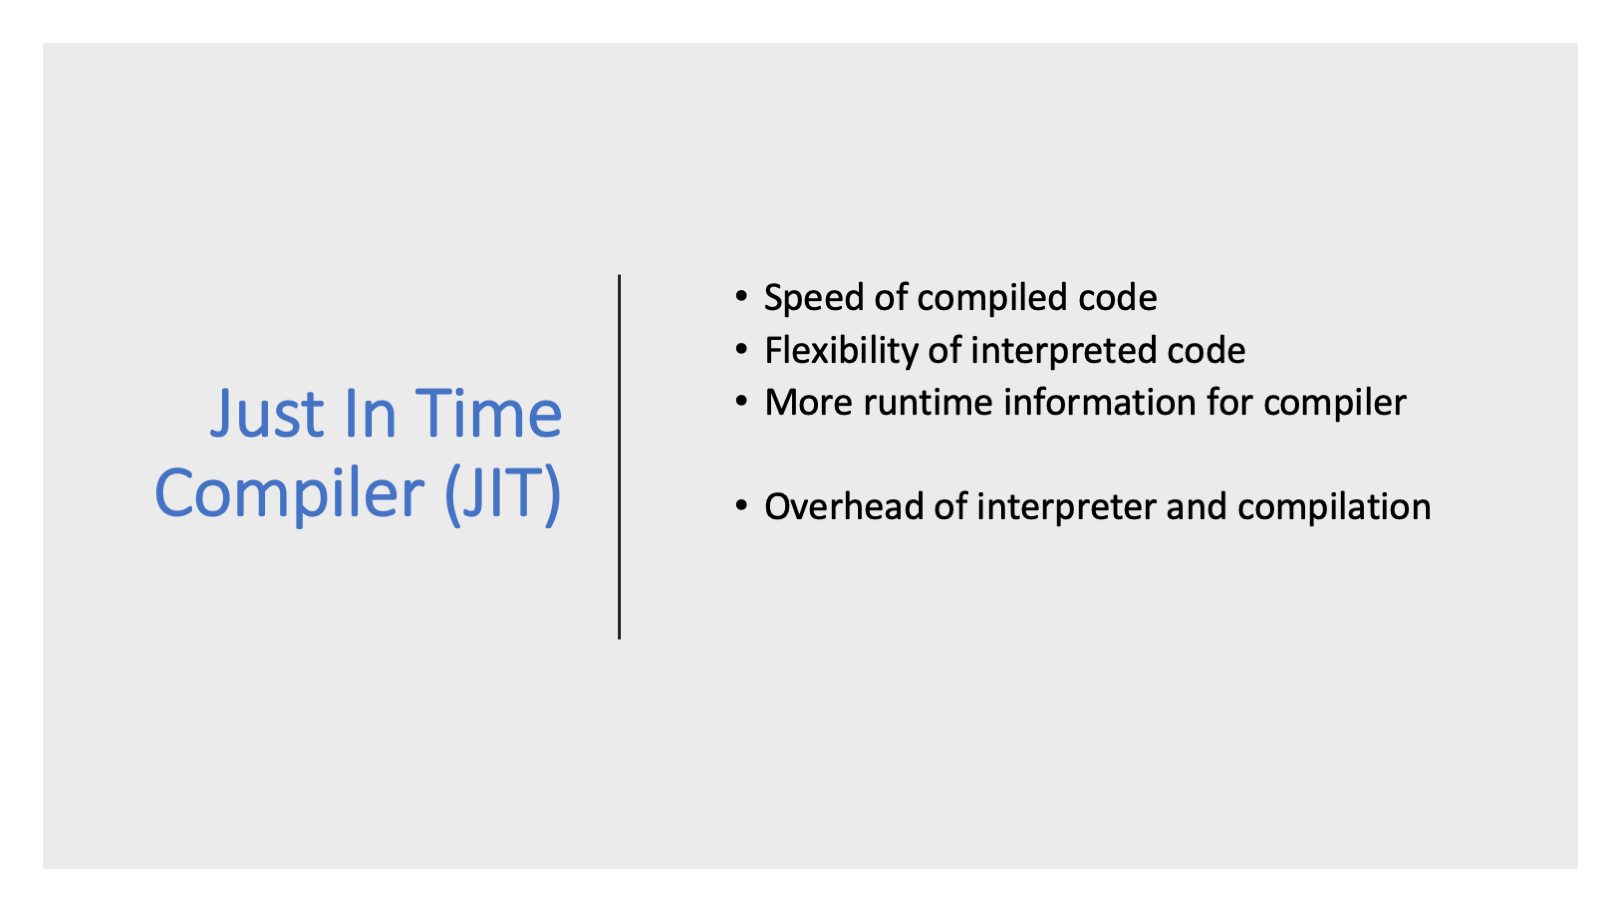 Just In Time
Compiler (JIT)
• Speed of compiled code
• Flexibility of interpreted code
• More runtime information for compiler
• Overhead of interpreter and compilation